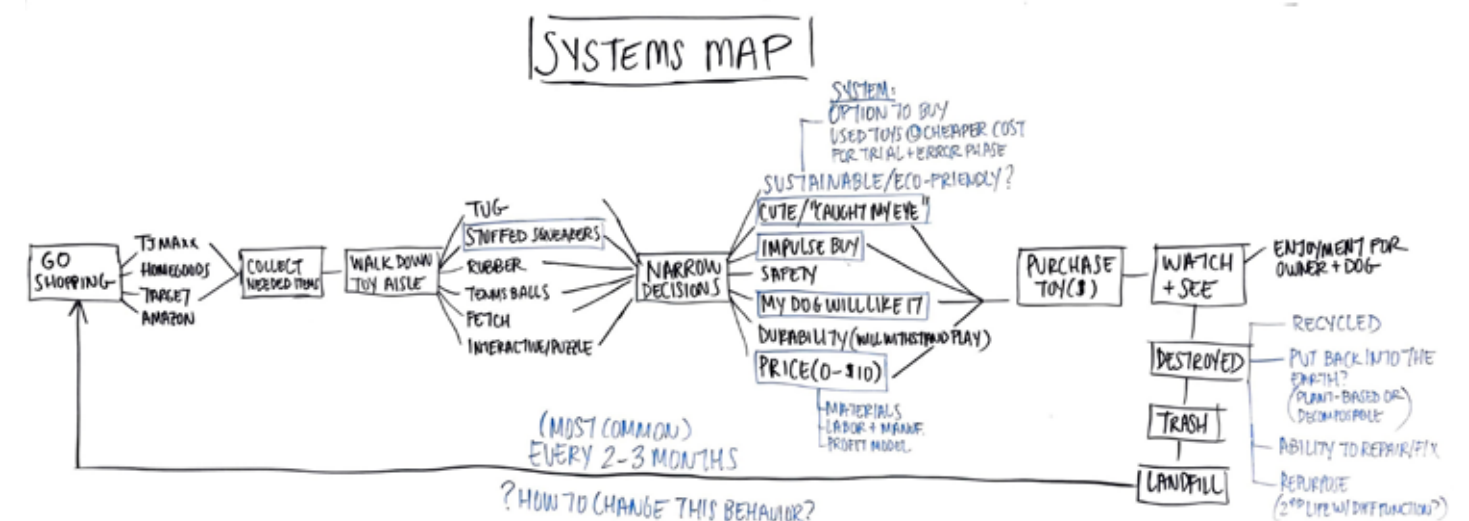 SYSTEMS MAP
SYSTEM:
OPTION TO BUY
USED TOYS @ CHEAPER COST
FOR TRIAL + ERROR PHASE
SUSTAINABLE/ECO-FRIENDLY?
GO
SHOPPING
TJ MAXX
HOMEGOODS
TARGET
AMAZON
COLLECT
NEEDED ITEMS
WALK DOWN
TOY AISLE
TUG
STUFFED SQUEAKERS
RUBBER
TENNIS BALLS
FETCH
INTERACTIVE/PUZZLE
NARROW
DECISIONS
CUTE/"CAUGHT MY EYE"
IMPULSE BUY
SAFETY
MY DOG WILL LIKE IT
DURABILITY (WILL WITHSTAND PLAY)
PRICE (0-$10)
MATERIALS
LABOR + MANUF.
PROFIT MODEL
PURCHASE
TOY($)
WATCH
+ SEE
ENJOYMENT FOR
OWNER + DOG
DESTROYED
RECYCLED
PUT BACK INTO THE
EARTH?
(PLANT-BASED OR
DECOMPOSABLE)
ABILITY TO REPAIR/FIX
REPURPOSE
(2ND LIFE W/ DIFF FUNCTION?)
TRASH
LANDFILL
(MOST COMMON)
EVERY 2-3 MONTHS
? HOW TO CHANGE THIS BEHAVIOR?